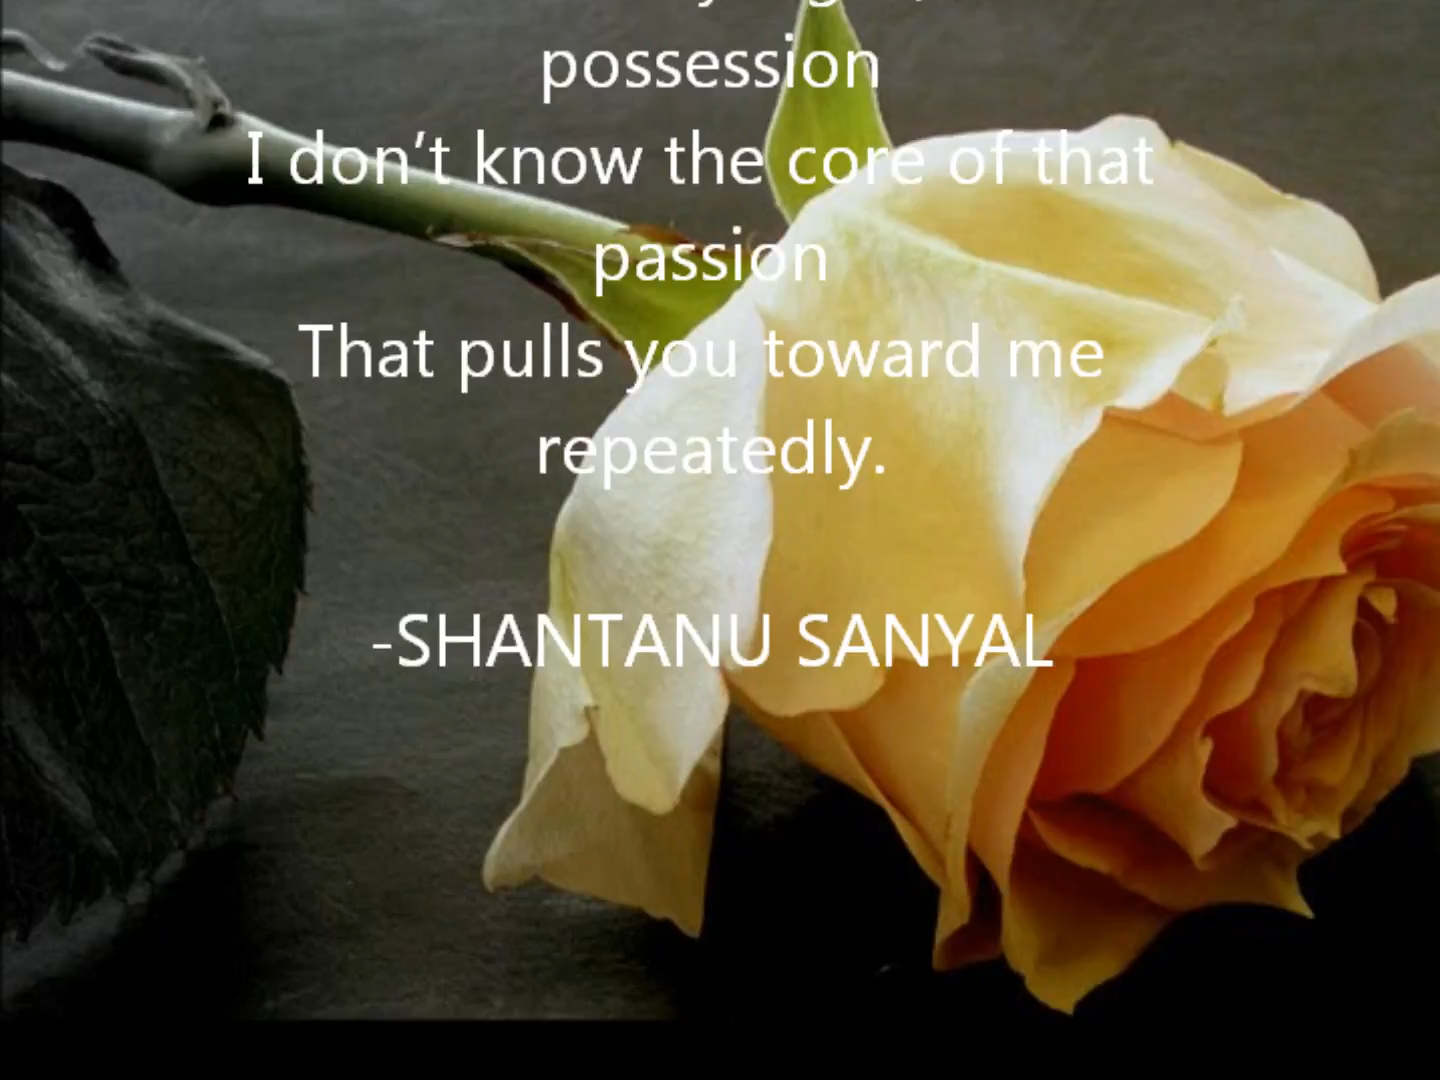 possession
I don’t know the core of that
passion
That pulls you toward me
repeatedly.
-SHANTANU SANYAL